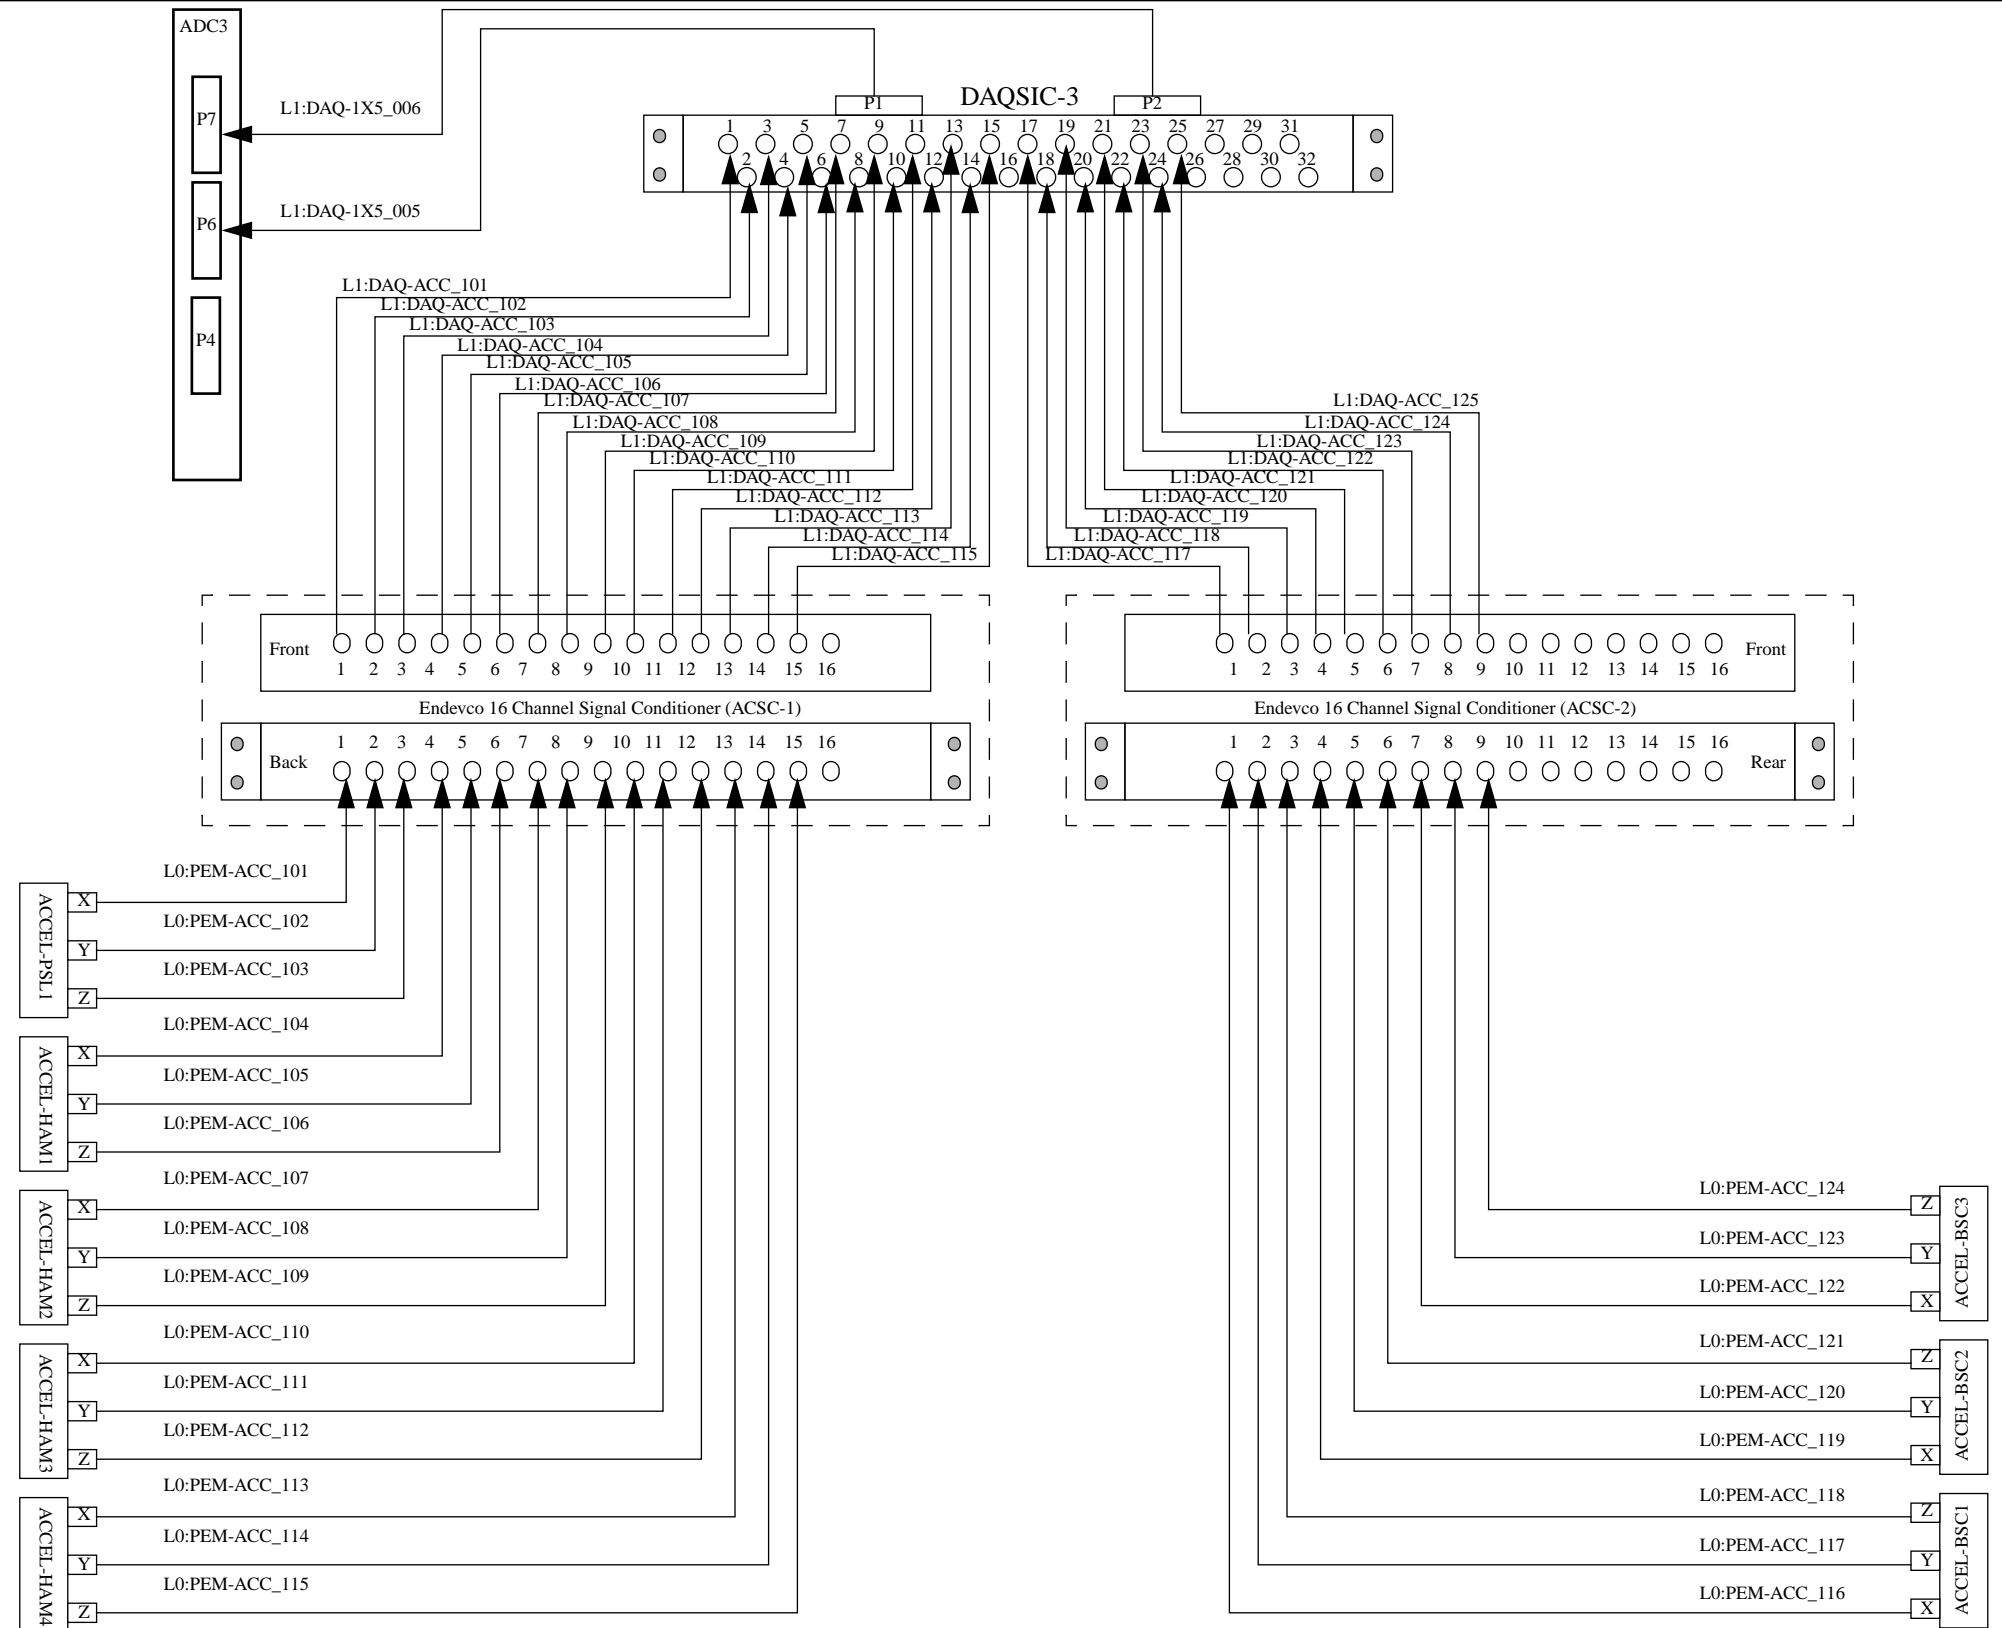 ADC3
P7
L1:DAQ-1X5_006
P6
L1:DAQ-1X5_005
P4
P1
DAQSIC-3
P2
1 3 5 7 9 11 13 15 17 19 21 23 25 27 29 31
2 4 6 8 10 12 14 16 18 20 22 24 26 28 30 32
L1:DAQ-ACC_101
L1:DAQ-ACC_102
L1:DAQ-ACC_103
L1:DAQ-ACC_104
L1:DAQ-ACC_105
L1:DAQ-ACC_106
L1:DAQ-ACC_107
L1:DAQ-ACC_108
L1:DAQ-ACC_109
L1:DAQ-ACC_110
L1:DAQ-ACC_111
L1:DAQ-ACC_112
L1:DAQ-ACC_113
L1:DAQ-ACC_114
L1:DAQ-ACC_115
L1:DAQ-ACC_125
L1:DAQ-ACC_124
L1:DAQ-ACC_123
L1:DAQ-ACC_122
L1:DAQ-ACC_121
L1:DAQ-ACC_120
L1:DAQ-ACC_119
L1:DAQ-ACC_118
L1:DAQ-ACC_117
Front
1 2 3 4 5 6 7 8 9 10 11 12 13 14 15 16
Endevco 16 Channel Signal Conditioner (ACSC-1)
1 2 3 4 5 6 7 8 9 10 11 12 13 14 15 16
Back
Front
1 2 3 4 5 6 7 8 9 10 11 12 13 14 15 16
Endevco 16 Channel Signal Conditioner (ACSC-2)
1 2 3 4 5 6 7 8 9 10 11 12 13 14 15 16
Rear
ACCEL-PSL1
L0:PEM-ACC_101
X
L0:PEM-ACC_102
Y
L0:PEM-ACC_103
Z
ACCEL-HAM1
L0:PEM-ACC_104
X
L0:PEM-ACC_105
Y
L0:PEM-ACC_106
Z
ACCEL-HAM2
L0:PEM-ACC_107
X
L0:PEM-ACC_108
Y
L0:PEM-ACC_109
Z
ACCEL-HAM3
L0:PEM-ACC_110
X
L0:PEM-ACC_111
Y
L0:PEM-ACC_112
Z
ACCEL-HAM4
L0:PEM-ACC_113
X
L0:PEM-ACC_114
Y
L0:PEM-ACC_115
Z
L0:PEM-ACC_124
Z
L0:PEM-ACC_123
Y
L0:PEM-ACC_122
X
ACCEL-BSC3
L0:PEM-ACC_121
Z
L0:PEM-ACC_120
Y
L0:PEM-ACC_119
X
ACCEL-BSC2
L0:PEM-ACC_118
Z
L0:PEM-ACC_117
Y
L0:PEM-ACC_116
X
ACCEL-BSC1